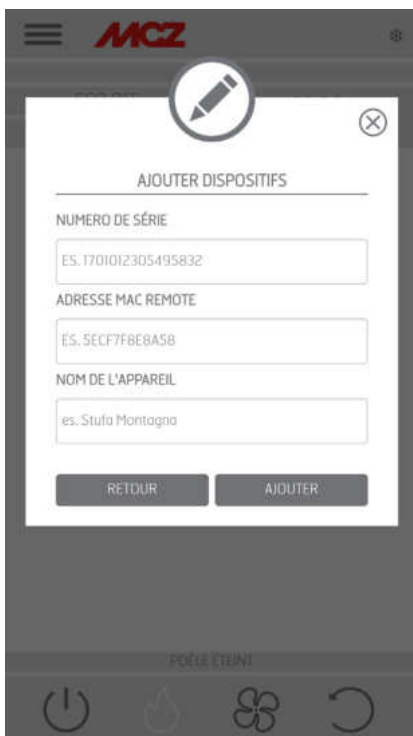 MCZ
AJOUTER DISPOSITIFS
NUMERO DE SÉRIE
ES. 1701012305495832
ADRESSE MAC REMOTE
ES. 5ECF7F8E8A58
NOM DE L'APPAREIL
es. Stufa Montagna
RETOUR AJOUTER
POÊLE ÉTEINT